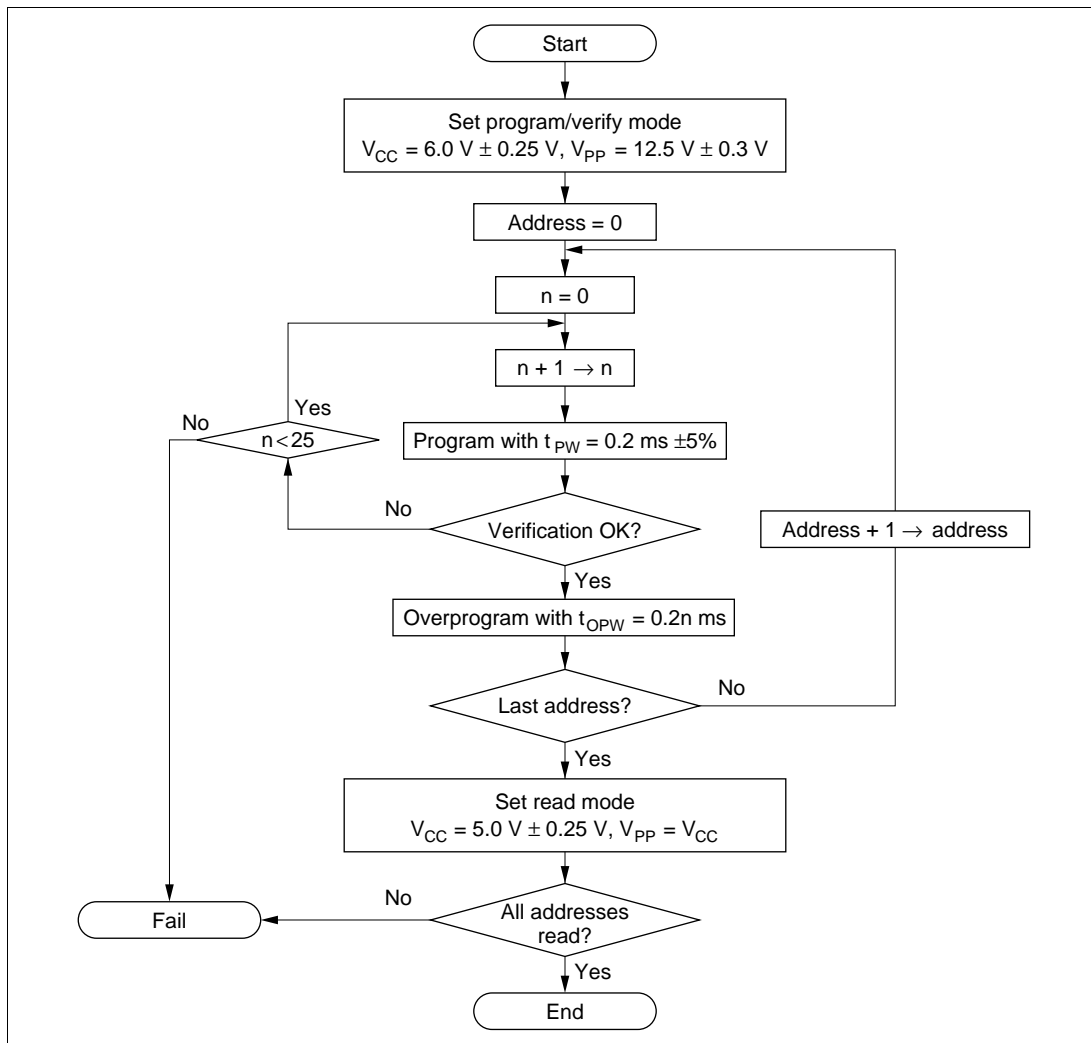 Start
Set program/verify mode
VCC = 6.0 V ± 0.25 V, VPP = 12.5 V ± 0.3 V
Address = 0
n = 0
n + 1 → n
Yes
No
n<25
Program with tPW = 0.2 ms ±5%
No
Verification OK?
Address + 1 → address
Yes
Overprogram with tOPW = 0.2n ms
No
Last address?
Yes
Set read mode
VCC = 5.0 V ± 0.25 V, VPP = VCC
No
Fail
All addresses
read?
Yes
End